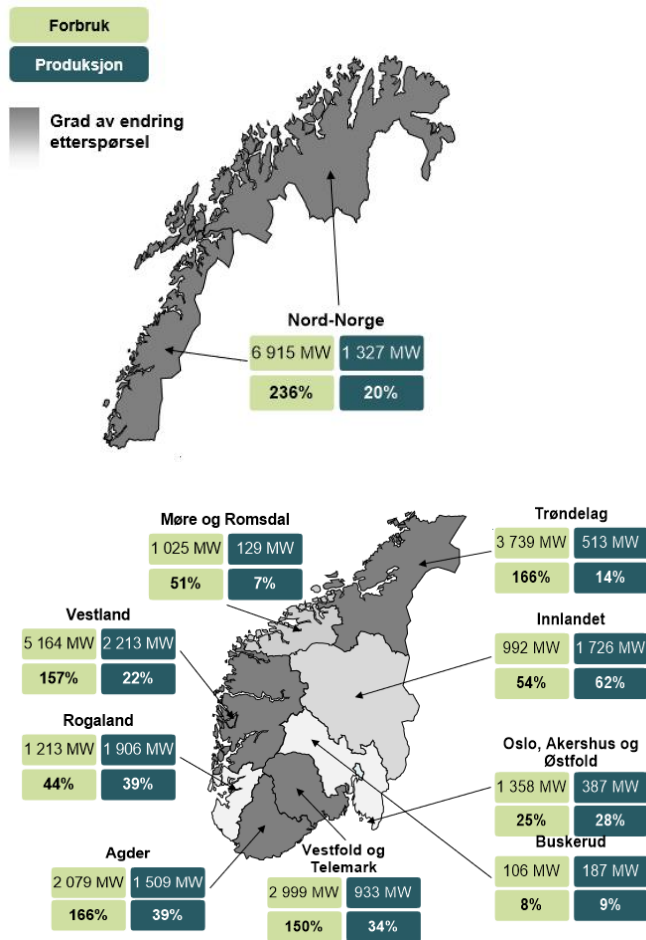 Forbruk
Produksjon
Grad av endring
etterspørsel
Nord-Norge
6 915 MW 1 327 MW
236% 20%
Møre og Romsdal
1 025 MW 129 MW
51% 7%
Trøndelag
3 739 MW 513 MW
166% 14%
Vestland
5 164 MW 2 213 MW
157% 22%
Innlandet
992 MW 1 726 MW
54% 62%
Rogaland
1 213 MW 1 906 MW
44% 39%
Oslo, Akershus og
Østfold
1 358 MW 387 MW
25% 28%
Buskerud
106 MW 187 MW
8% 9%
Agder
2 079 MW 1 509 MW
166% 39%
Vestfold og
Telemark
2 999 MW 933 MW
150% 34%